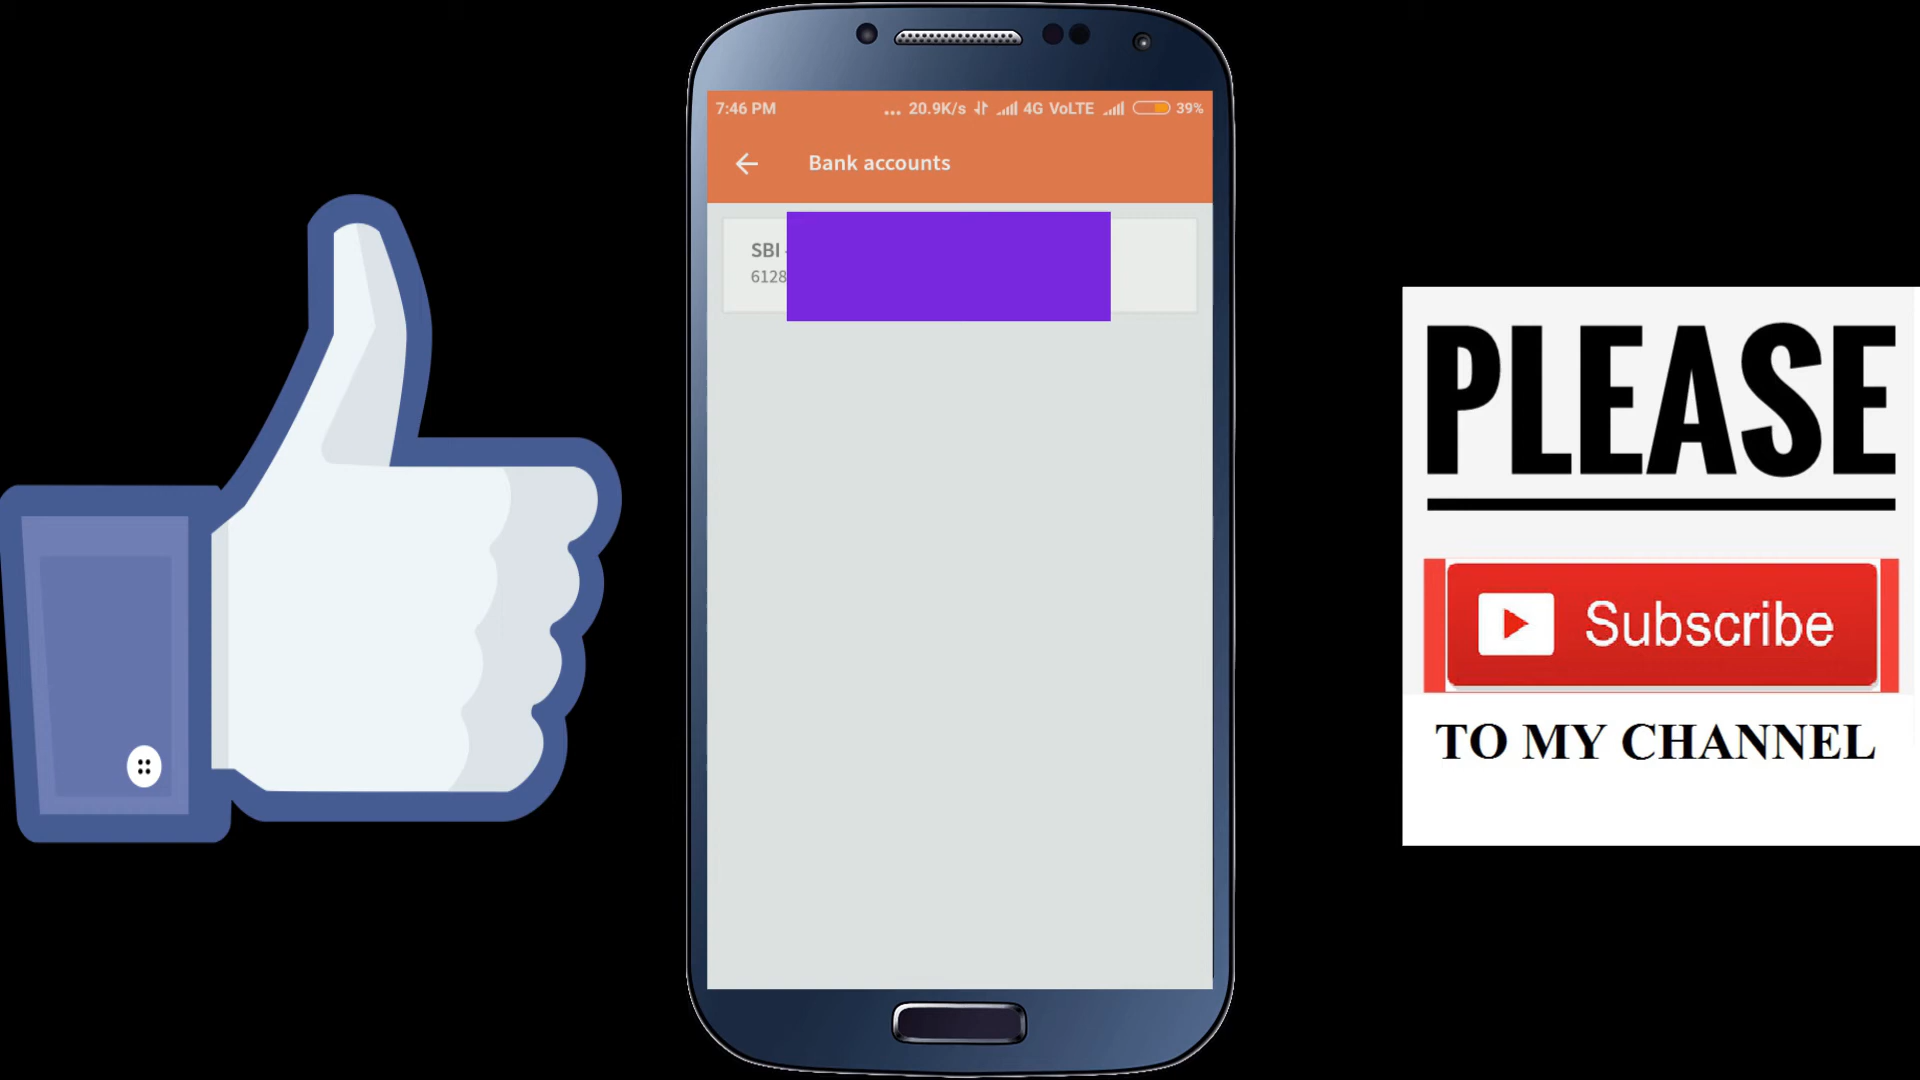 7:46 PM ... 20.9K/s 4G VoLTE 39%
Bank accounts
SBI
6128
PLEASE
Subscribe
TO MY CHANNEL